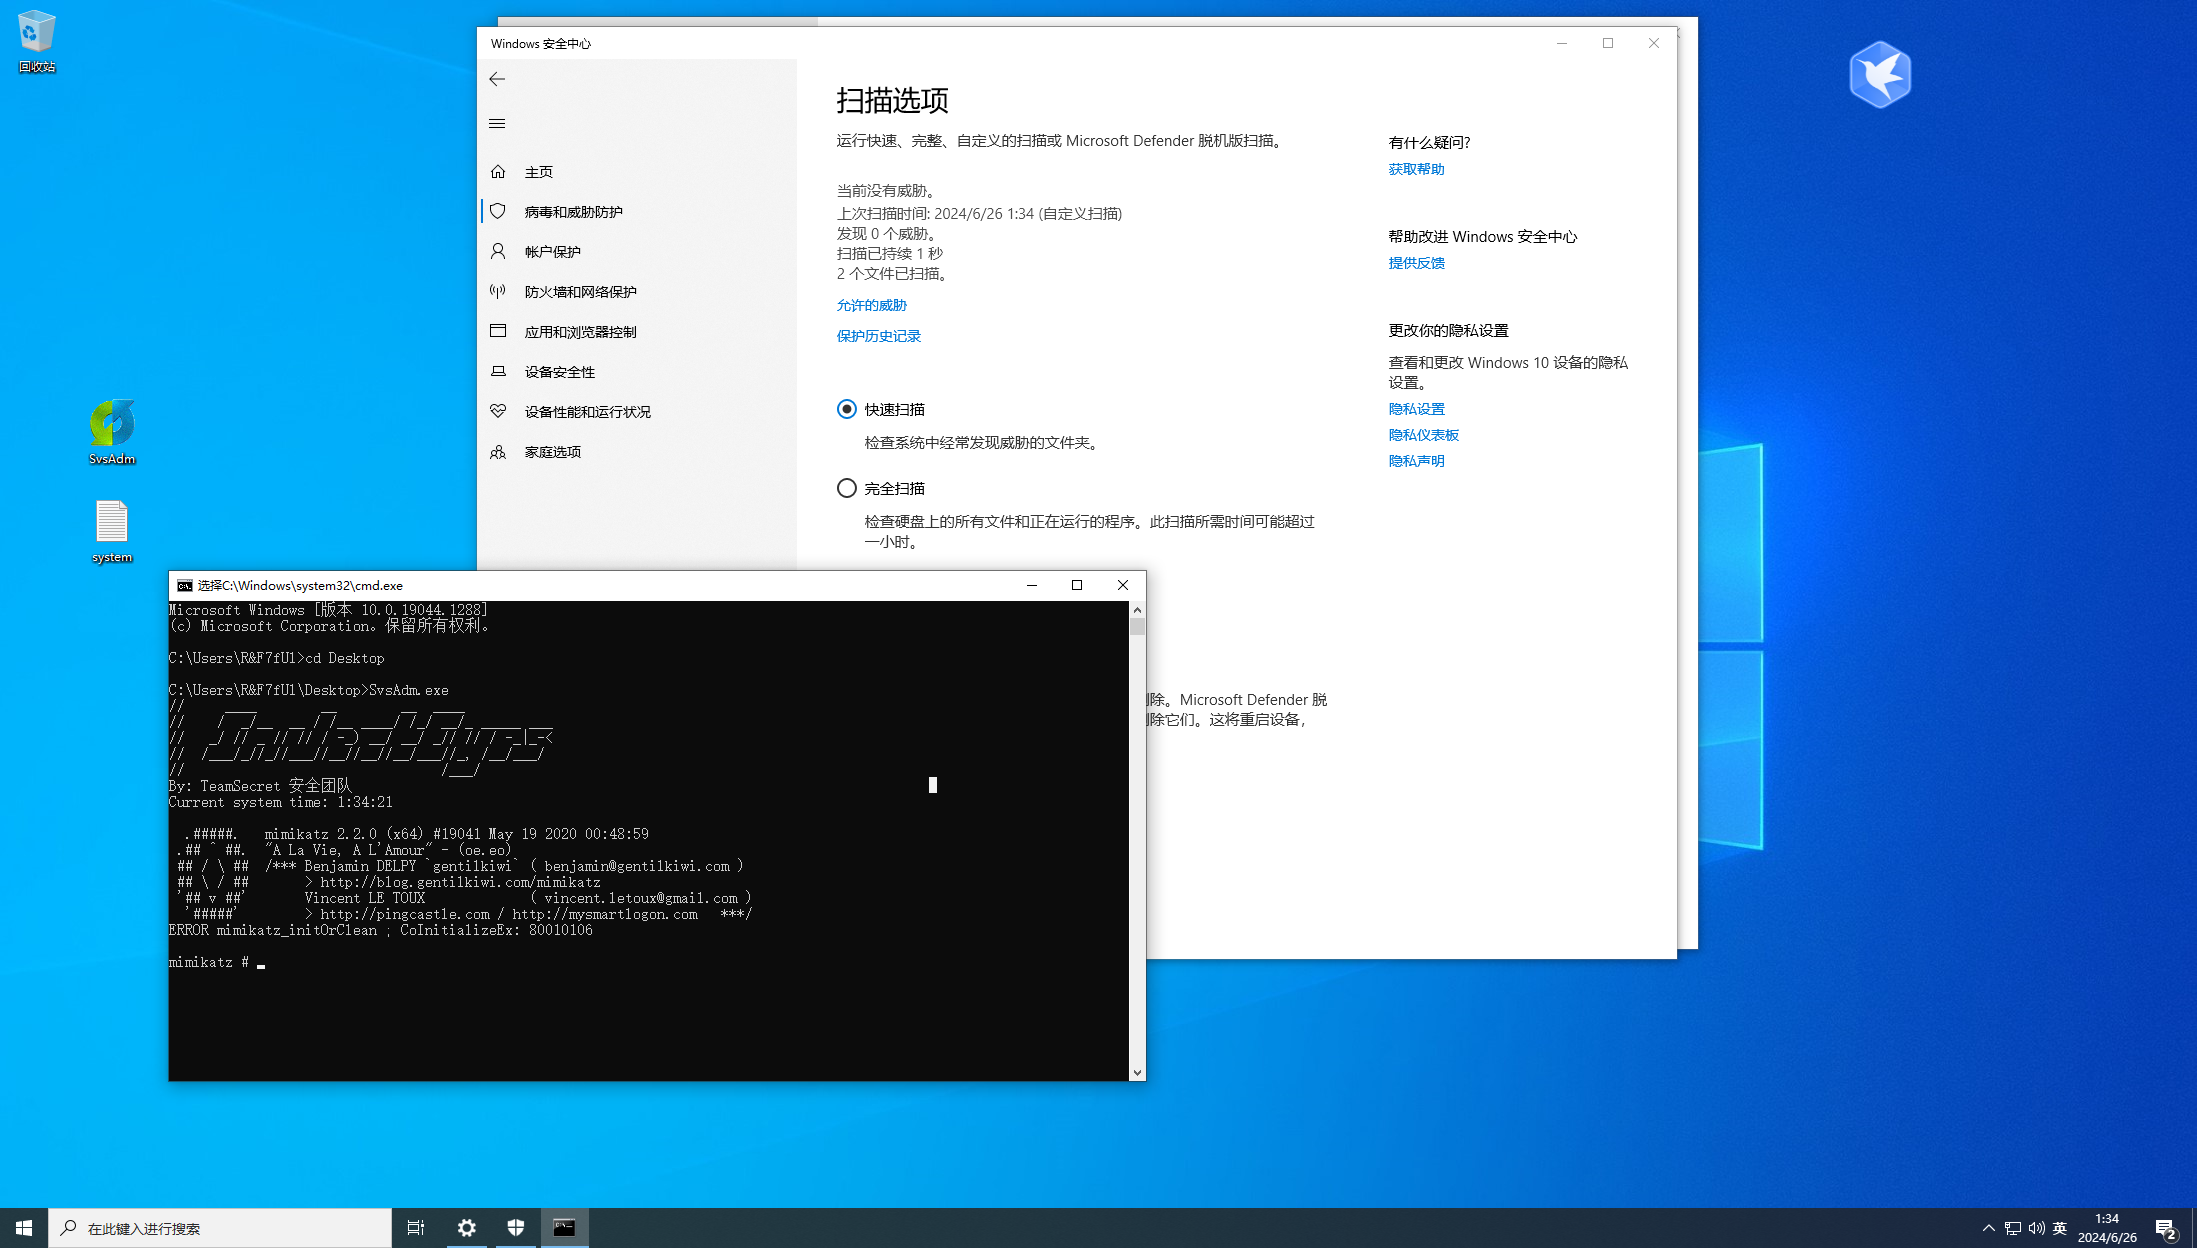 回收站
SvsAdm
system
Windows 安全中心
主页
病毒和威胁防护
帐户保护
防火墙和网络保护
应用和浏览器控制
设备安全性
设备性能和运行状况
家庭选项
扫描选项
运行快速、完整、自定义的扫描或 Microsoft Defender 脱机版扫描。
当前没有威胁。
上次扫描时间: 2024/6/26 1:34 (自定义扫描)
发现 0 个威胁。
扫描已持续 1 秒
2 个文件已扫描。
允许的威胁
保护历史记录
快速扫描
检查系统中经常发现威胁的文件夹。
完全扫描
检查硬盘上的所有文件和正在运行的程序。此扫描所需时间可能超过
一小时。
除。Microsoft Defender 脱
除它们。这将重启设备，
有什么疑问?
获取帮助
帮助改进 Windows 安全中心
提供反馈
更改你的隐私设置
查看和更改 Windows 10 设备的隐私
设置。
隐私设置
隐私仪表板
隐私声明
选择C:\Windows\system32\cmd.exe
Microsoft Windows [版本 10.0.19044.1288]
(c) Microsoft Corporation。保留所有权利。
C:\Users\R&F7fU1>cd Desktop
C:\Users\R&F7fU1\Desktop>SvsAdm.exe
By: TeamSecret 安全团队
Current system time: 1:34:21
  .#####.   mimikatz 2.2.0 (x64) #19041 May 19 2020 00:48:59
 .## ^ ##.  "A La Vie, A L'Amour" - (oe.eo)
 ## / \ ##  /*** Benjamin DELPY `gentilkiwi` ( benjamin@gentilkiwi.com )
 ## \ / ##       > http://blog.gentilkiwi.com/mimikatz
 '## v ##'       Vincent LE TOUX             ( vincent.letoux@gmail.com )
  '#####'        > http://pingcastle.com / http://mysmartlogon.com   ***/
ERROR mimikatz_initOrClean ; CoInitializeEx: 80010106
mimikatz #
在此键入进行搜索
英
1:34
2024/6/26
2